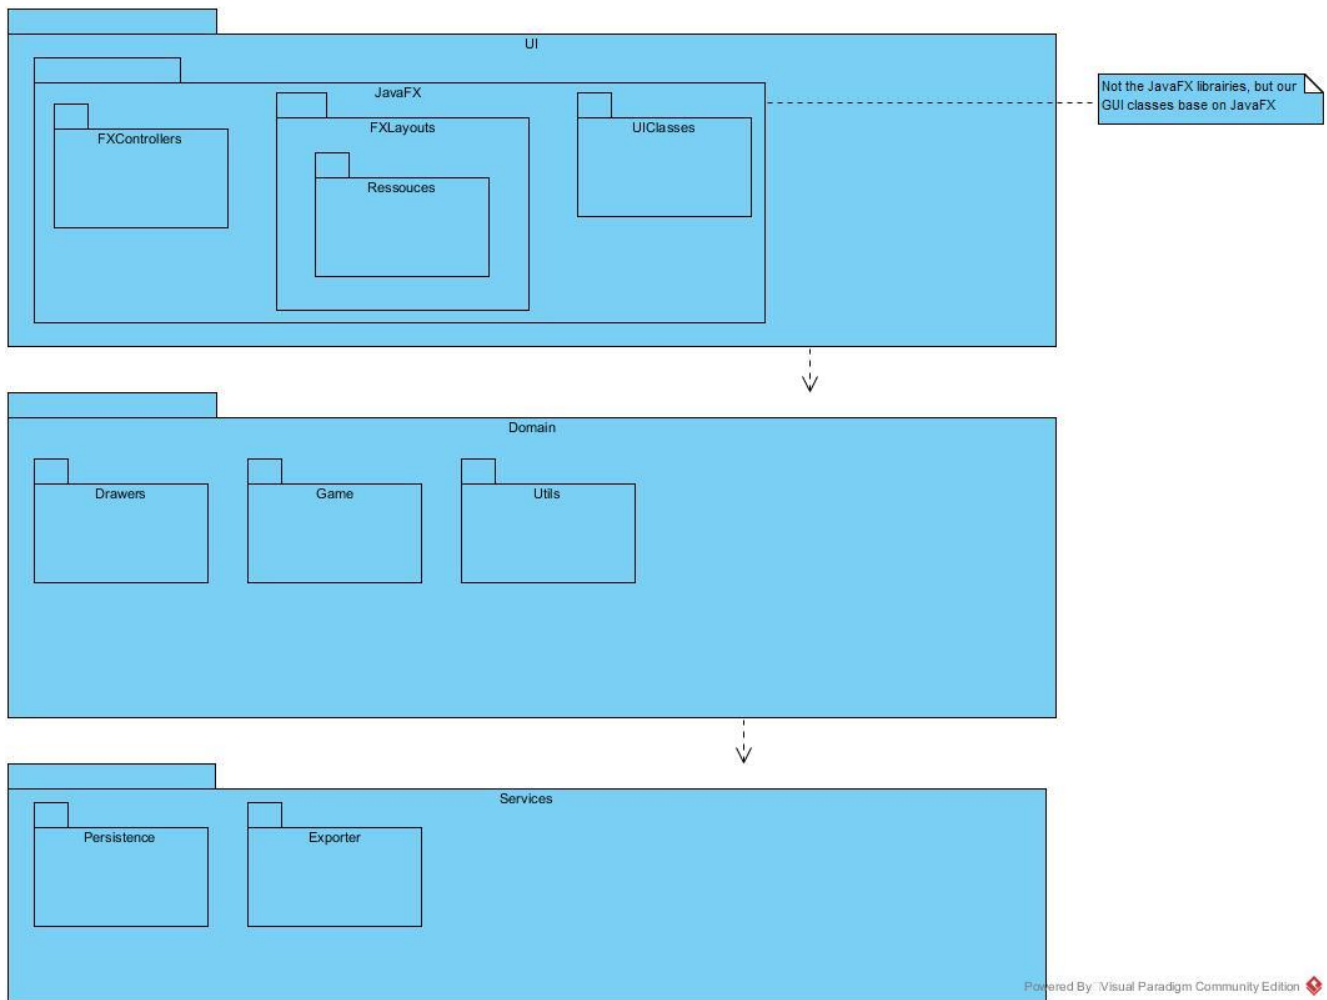 UI
JavaFX
Not the JavaFX librairies, but our
GUI classes base on JavaFX
FXControllers
FXLayouts
UIClasses
Ressouces
Domain
Drawers
Game
Utils
Services
Persistence
Exporter
Powered By Visual Paradigm Community Edition